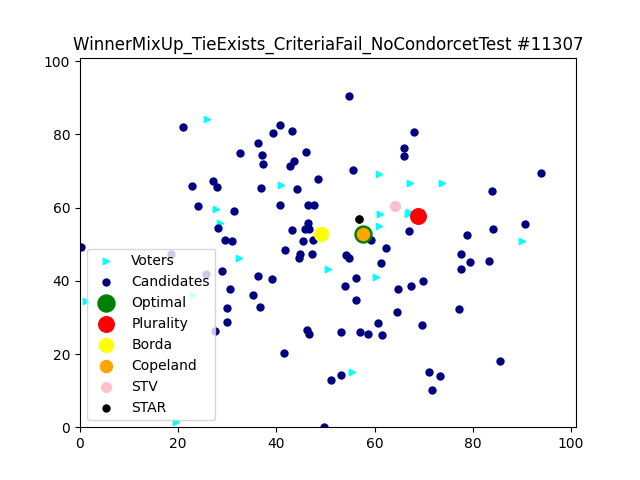 WinnerMixUp_TieExists_CriteriaFail_NoCondorcetTest #11307
100
80
60
40
20
0
Voters
Candidates
Optimal
Plurality
Borda
Copeland
STV
STAR
0 20 40 60 80 100